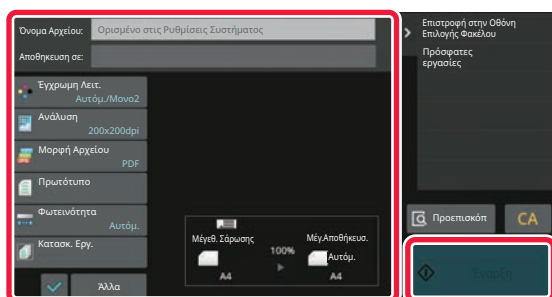 Όνομα Αρχείου:
Ορισμένο στις Ρυθμίσεις Συστήματος
Αποθηκευση σε:
Έγχρωμη Λειτ.
Αυτόμ./Μονο2
Ανάλυση
200x200dpi
Μορφή Αρχείου
PDF
Πρωτότυπο
Φωτεινότητα
Αυτόμ.
Κατασκ. Εργ.
Άλλα
Μέγεθ. Σάρωσης
100%
Μέγ.Αποθήκευσ.
Αυτόμ.
A4
A4
Επιστροφή στην Οθόνη
Επιλογής Φακέλου
Πρόσφατες
εργασίες
Προεπισκόπ
CA
Έναρξη